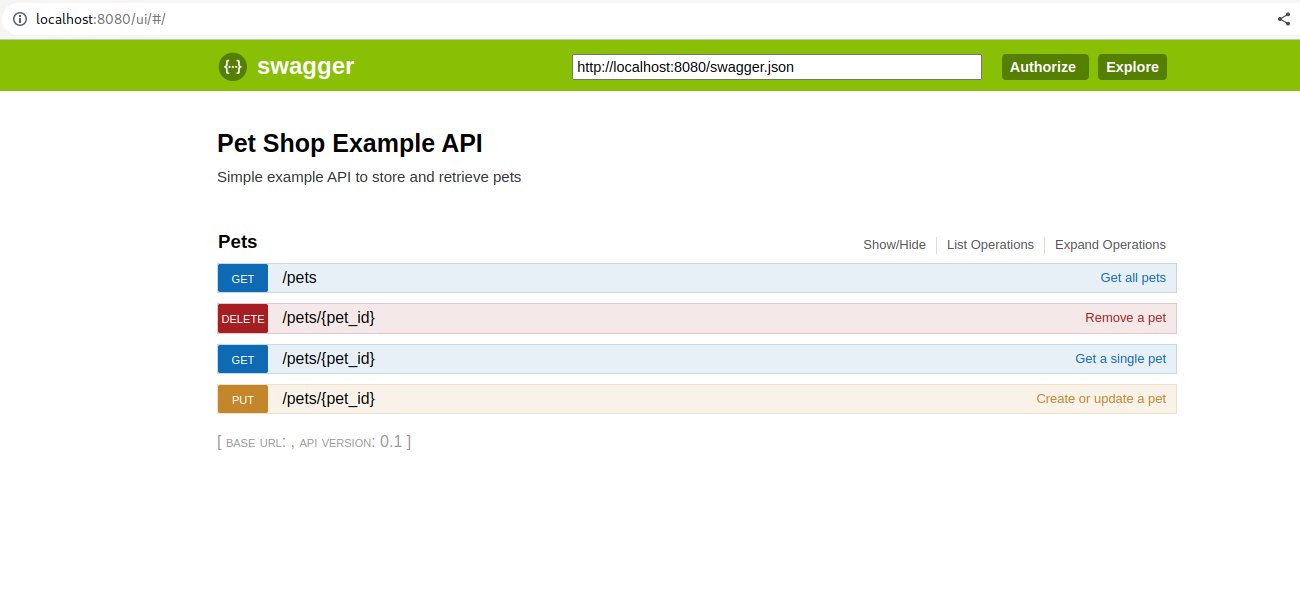 localhost:8080/ui/#/
{··} swagger http://localhost:8080/swagger.json Authorize Explore
Pet Shop Example API
Simple example API to store and retrieve pets
Pets Show/Hide List Operations Expand Operations
GET /pets Get all pets
DELETE /pets/{pet_id} Remove a pet
GET /pets/{pet_id} Get a single pet
PUT /pets/{pet_id} Create or update a pet
[ BASE URL: , API VERSION: 0.1 ]